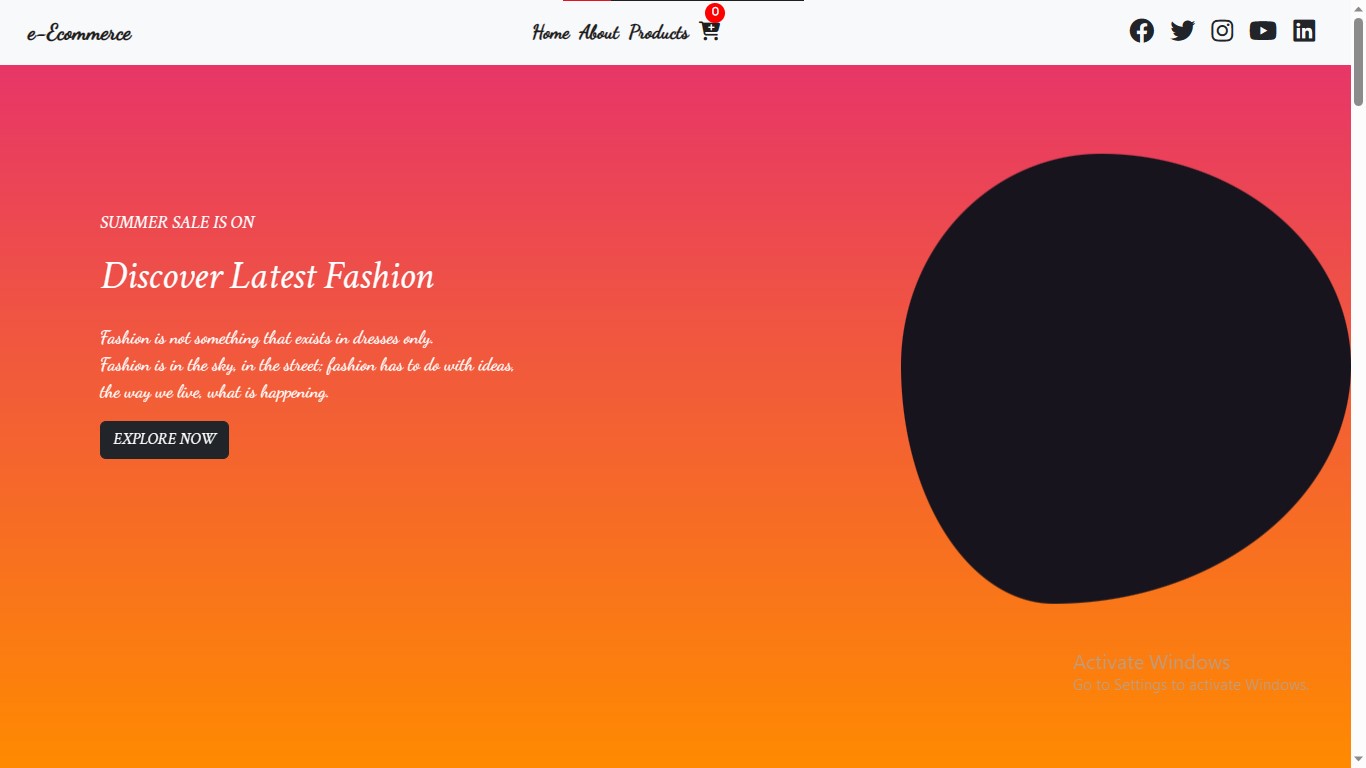 e-Ecommerce
Home About Products 0
SUMMER SALE IS ON
Discover Latest Fashion
Fashion is not something that exists in dresses only.
Fashion is in the sky, in the street; fashion has to do with ideas,
the way we live, what is happening.
EXPLORE NOW
Activate Windows
Go to Settings to activate Windows.